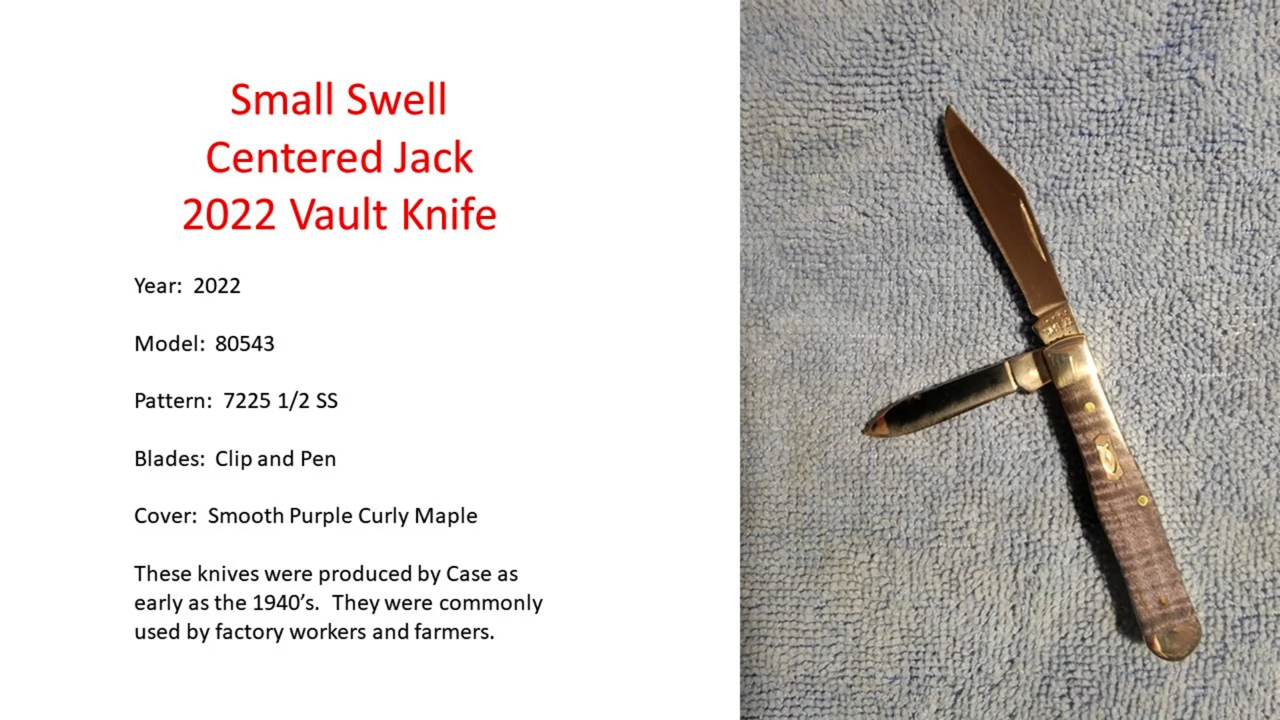 Small Swell
Centered Jack
2022 Vault Knife
Year:  2022
Model:  80543
Pattern:  7225 1/2 SS
Blades:  Clip and Pen
Cover:  Smooth Purple Curly Maple
These knives were produced by Case as
early as the 1940’s.  They were commonly
used by factory workers and farmers.